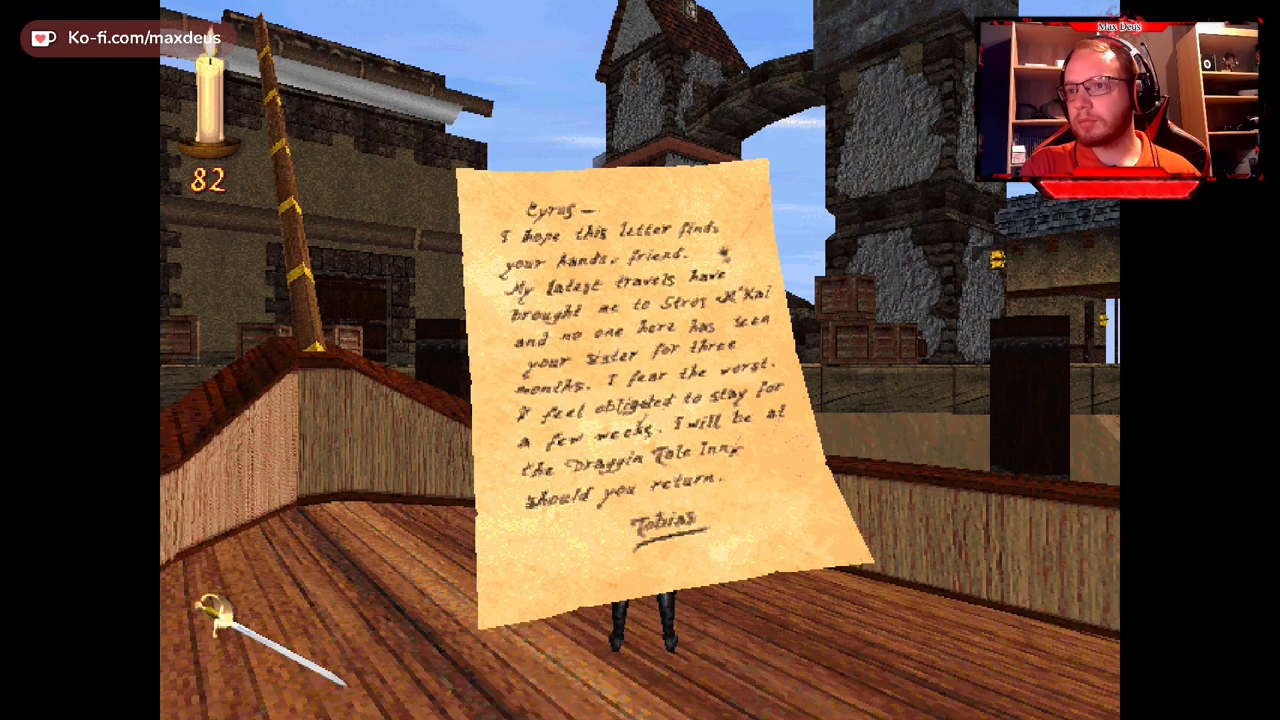 Ko-fi.com/maxdeus
Max Deus
82
Cyrus —
I hope this letter finds
your hands, friend.
My latest travels have
brought me to Stros M'Kai
and no one here has seen
your sister for three
months. I fear the worst.
I feel obligated to stay for
a few weeks. I will be at
the Draggin Tale Inn,
should you return.
Tobias